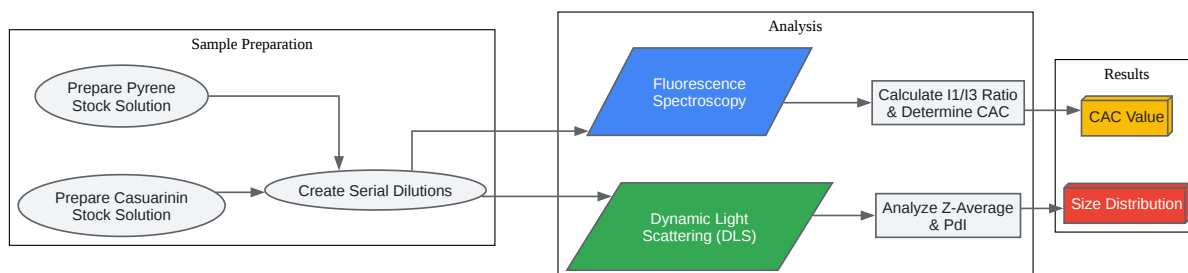 Sample Preparation
Prepare Pyrene
Stock Solution
Prepare Casuarinin
Stock Solution
Create Serial Dilutions
Analysis
Fluorescence
Spectroscopy
Calculate I1/I3 Ratio
& Determine CAC
Dynamic Light
Scattering (DLS)
Analyze Z-Average
& PdI
Results
CAC Value
Size Distribution